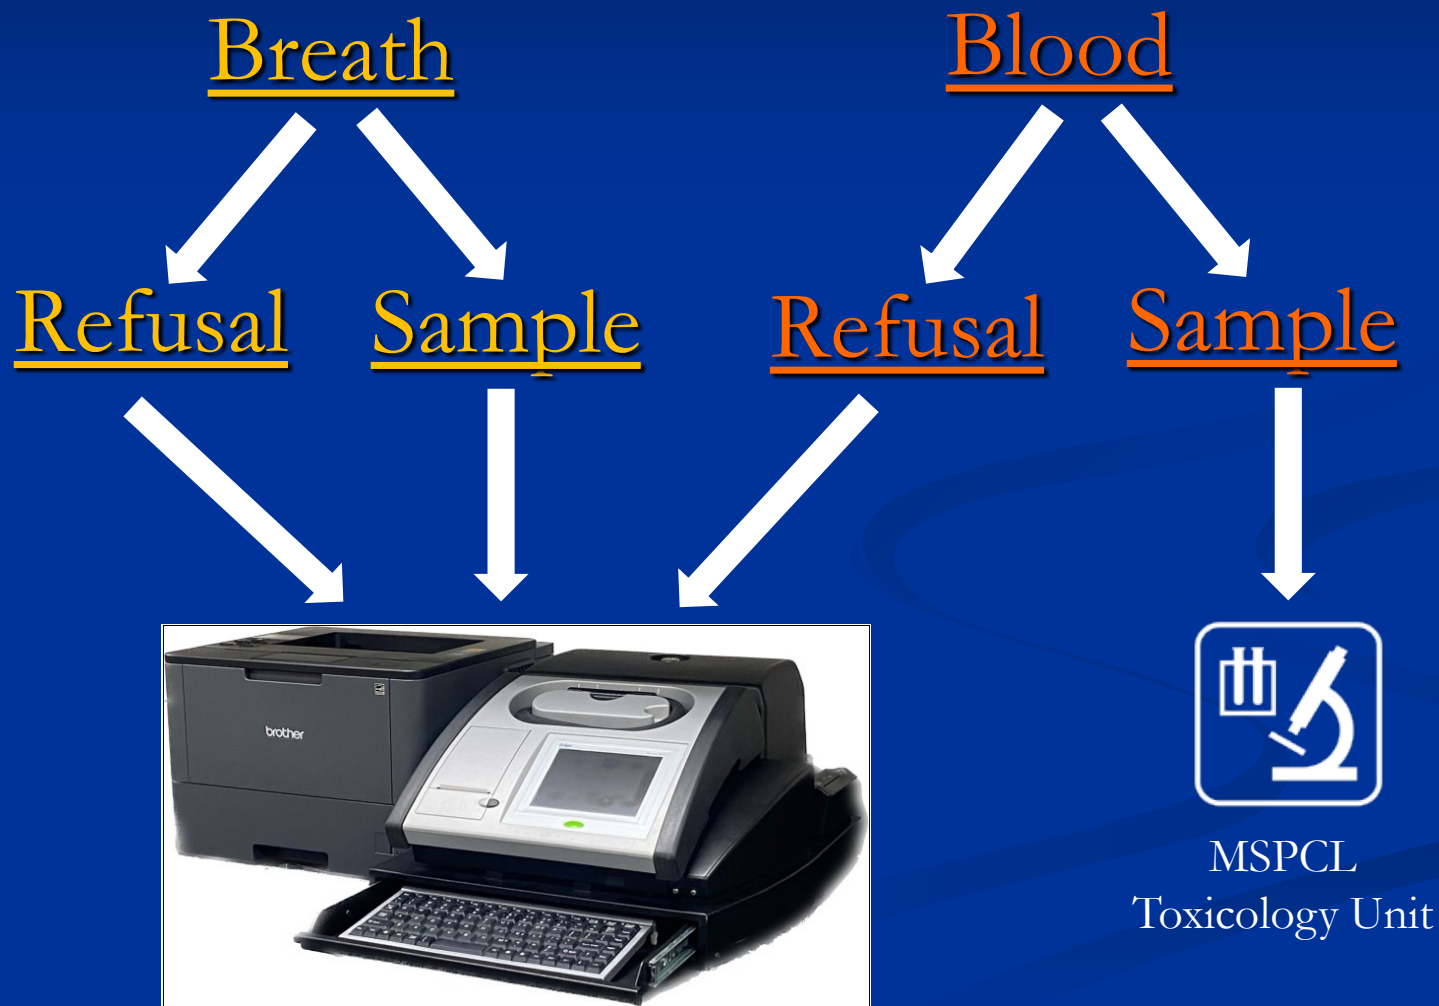 Breath
Blood
Refusal
Sample
Refusal
Sample
brother
MSPCL
Toxicology Unit